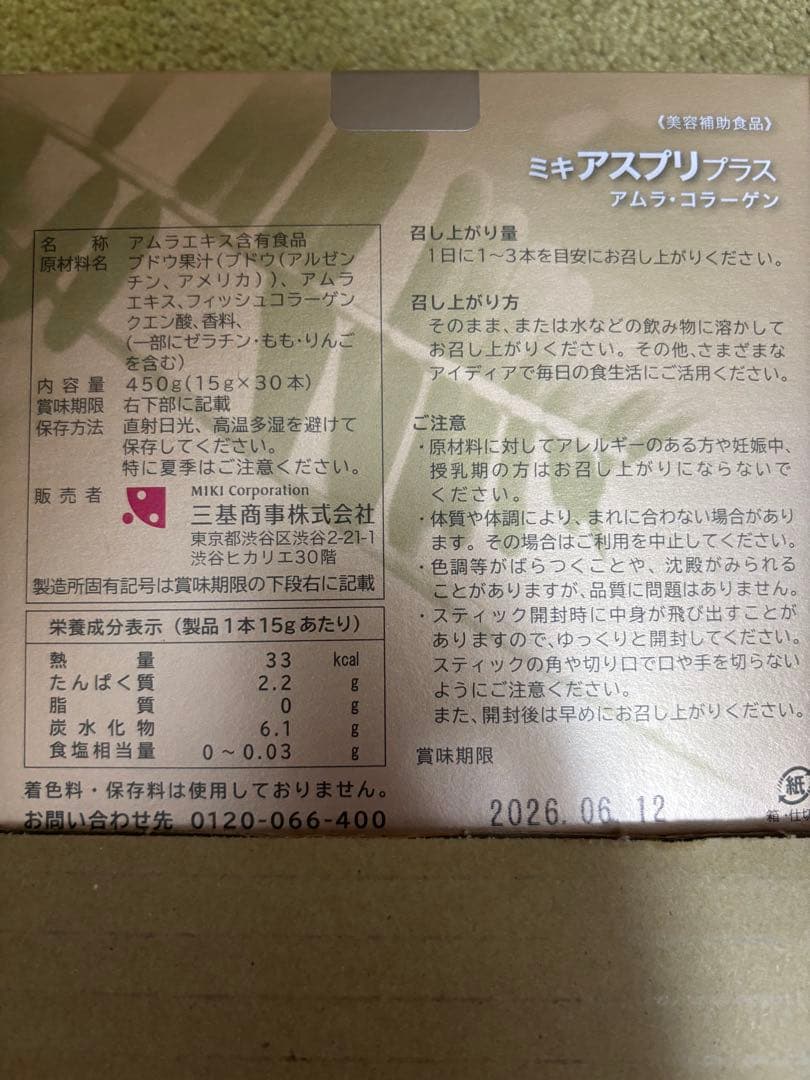 《美容補助食品》
ミキアスプリプラス
アムラ・コラーゲン
名称 アムラエキス含有食品
原材料名 ブドウ果汁(ブドウ(アルゼン
チン、アメリカ))、アムラ
エキス、フィッシュコラーゲン
クエン酸、香料、
(一部にゼラチン・もも・りんご
を含む)
内容量 450g(15g×30本)
賞味期限 右下部に記載
保存方法 直射日光、高温多湿を避けて
保存してください。
特に夏季はご注意ください。
販売者 MIKI Corporation
三基商事株式会社
東京都渋谷区渋谷2-21-1
渋谷ヒカリエ30階
製造所固有記号は賞味期限の下段右に記載
栄養成分表示(製品1本15gあたり)
熱量 33 kcal
たんぱく質 2.2 g
脂質 0 g
炭水化物 6.1 g
食塩相当量 0～0.03 g
着色料・保存料は使用しておりません。
お問い合わせ先 0120-066-400
召し上がり量
1日に1～3本を目安にお召し上がりください。
召し上がり方
そのまま、または水などの飲み物に溶かして
お召し上がりください。その他、さまざまな
アイディアで毎日の食生活にご活用ください。
ご注意
・原材料に対してアレルギーのある方や妊娠中、
授乳期の方はお召し上がりにならないで
ください。
・体質や体調により、まれに合わない場合があり
ます。その場合はご利用を中止してください。
・色調等がばらつくことや、沈殿がみられる
ことがありますが、品質に問題はありません。
・スティック開封時に中身が飛び出すことが
ありますので、ゆっくりと開封してください。
スティックの角や切り口で口や手を切らない
ようにご注意ください。
また、開封後は早めにお召し上がりください。
賞味期限
2026.06.12
紙
箱・仕切